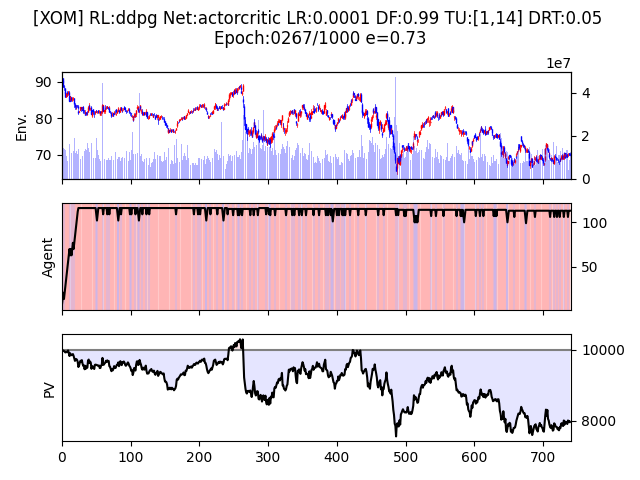 [XOM] RL:ddpg Net:actorcritic LR:0.0001 DF:0.99 TU:[1,14] DRT:0.05
Epoch:0267/1000 e=0.73
1e7
Env.
90
80
70
4
2
0
Agent
100
50
PV
10000
8000
0 100 200 300 400 500 600 700